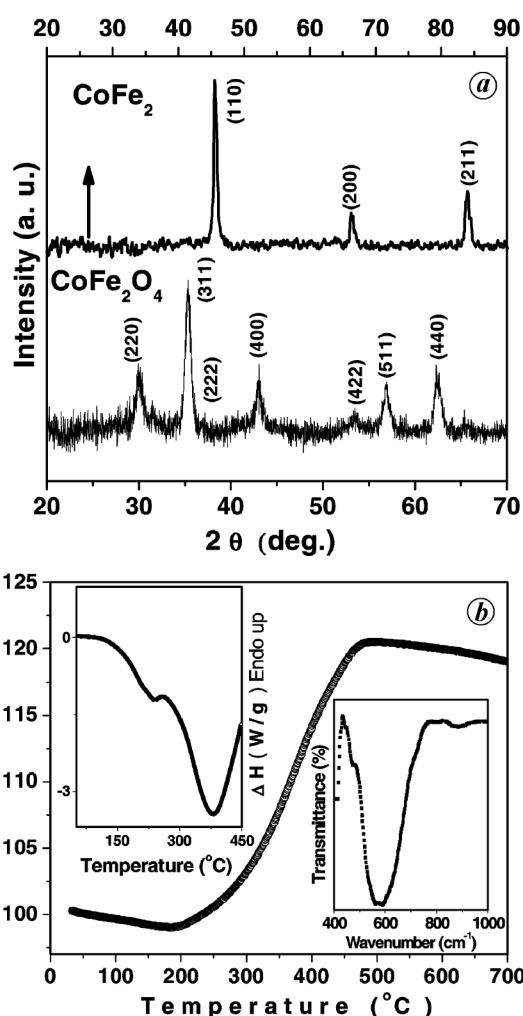 20 30 40 50 60 70 80 90
CoFe2
a
(110)
(200)
(211)
Intensity (a. u.)
CoFe2O4
(220)
(311)
(222)
(400)
(422)
(511)
(440)
20 30 40 50 60 70
2 θ (deg.)
125
120
115
110
105
100
b
0
-3
Δ H (W/g) Endo up
150 300 450
Temperature (°C)
Transmittance (%)
400 600 800 1000
Wavenumber (cm-1)
0 100 200 300 400 500 600 700
Temperature (°C)